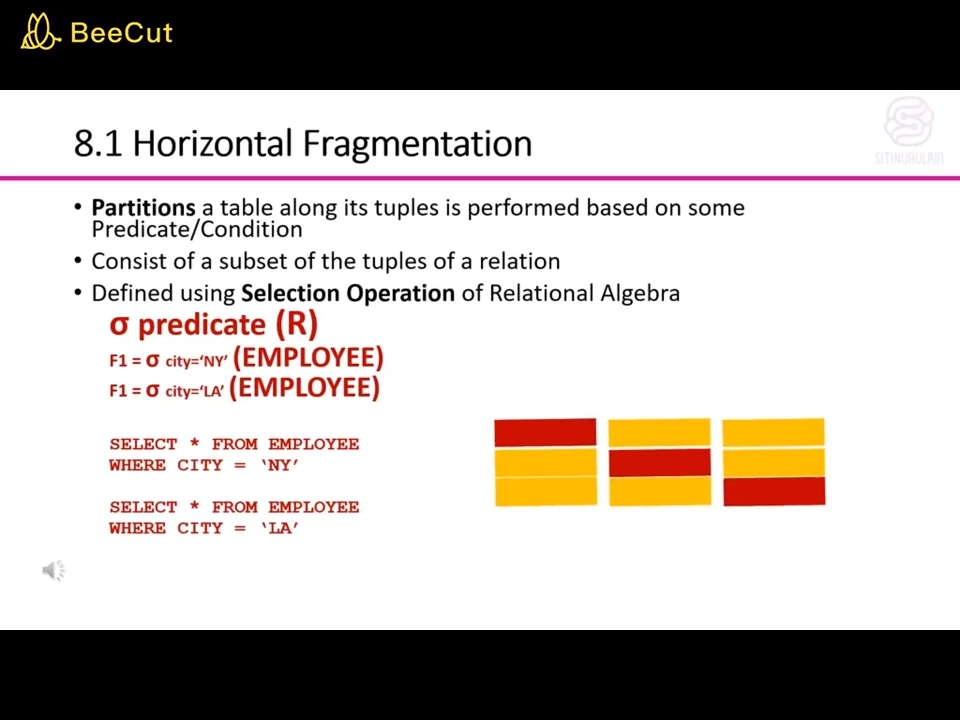 BeeCut
8.1 Horizontal Fragmentation
SITINURULAIN
• Partitions a table along its tuples is performed based on some
Predicate/Condition
• Consist of a subset of the tuples of a relation
• Defined using Selection Operation of Relational Algebra
σ predicate (R)
F1 = σ city=‘NY’ (EMPLOYEE)
F1 = σ city=‘LA’ (EMPLOYEE)
SELECT * FROM EMPLOYEE
WHERE CITY = ‘NY’
SELECT * FROM EMPLOYEE
WHERE CITY = ‘LA’